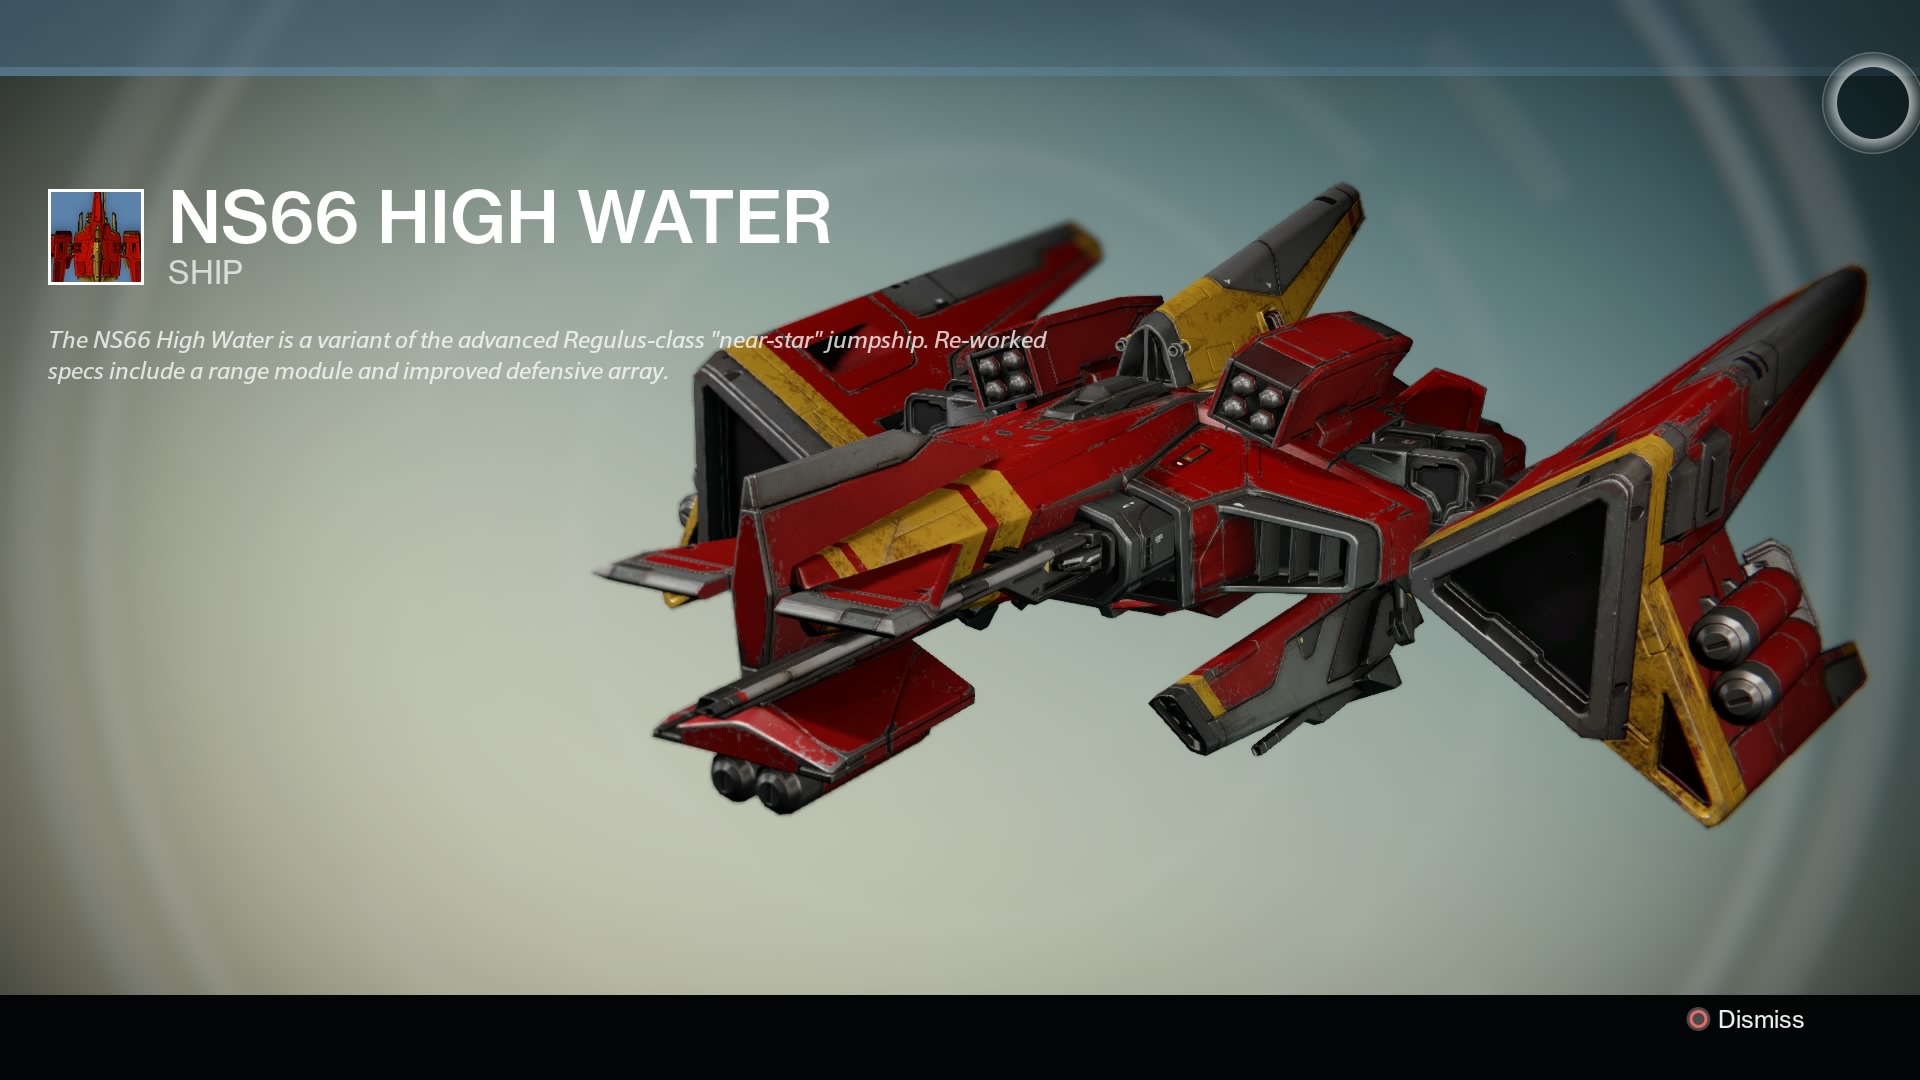 NS66 HIGH WATER
SHIP
The NS66 High Water is a variant of the advanced Regulus-class "near-star" jumpship. Re-worked
specs include a range module and improved defensive array.
Dismiss